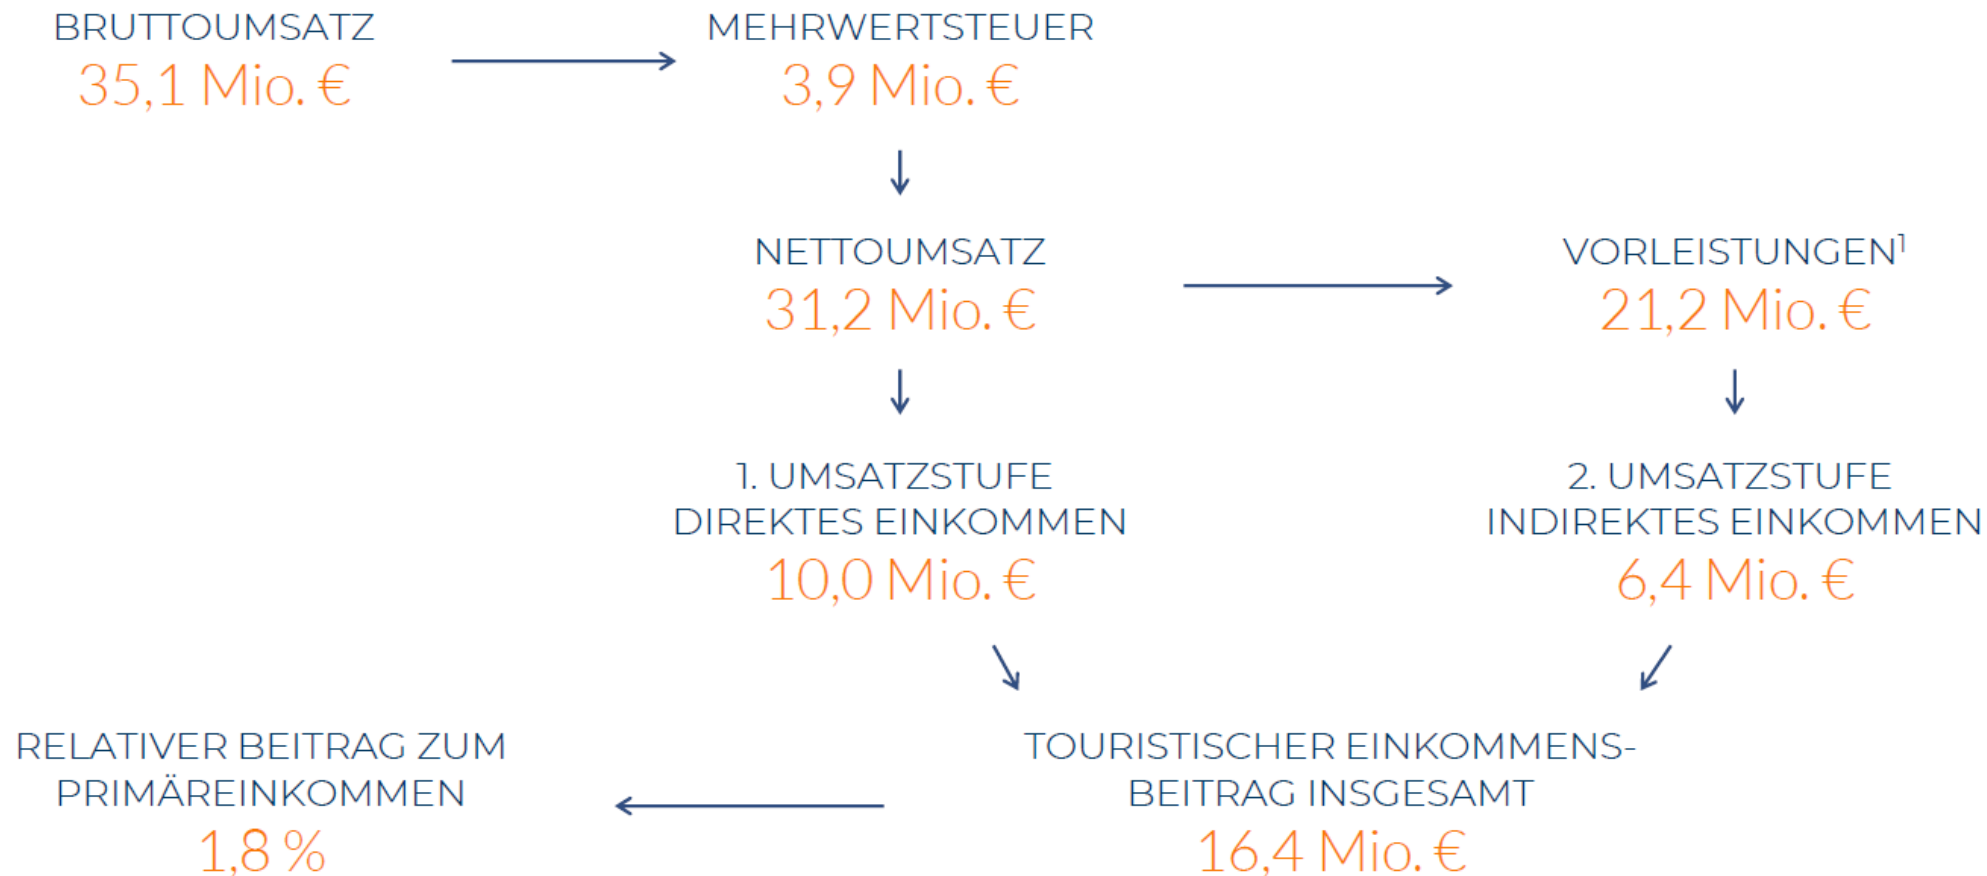 BRUTTOUMSATZ
35,1 Mio. €
MEHRWERTSTEUER
3,9 Mio. €
NETTOUMSATZ
31,2 Mio. €
VORLEISTUNGEN¹
21,2 Mio. €
1. UMSATZSTUFE
DIREKTES EINKOMMEN
10,0 Mio. €
2. UMSATZSTUFE
INDIREKTES EINKOMMEN
6,4 Mio. €
RELATIVER BEITRAG ZUM
PRIMÄREINKOMMEN
1,8 %
TOURISTISCHER EINKOMMENS-
BEITRAG INSGESAMT
16,4 Mio. €